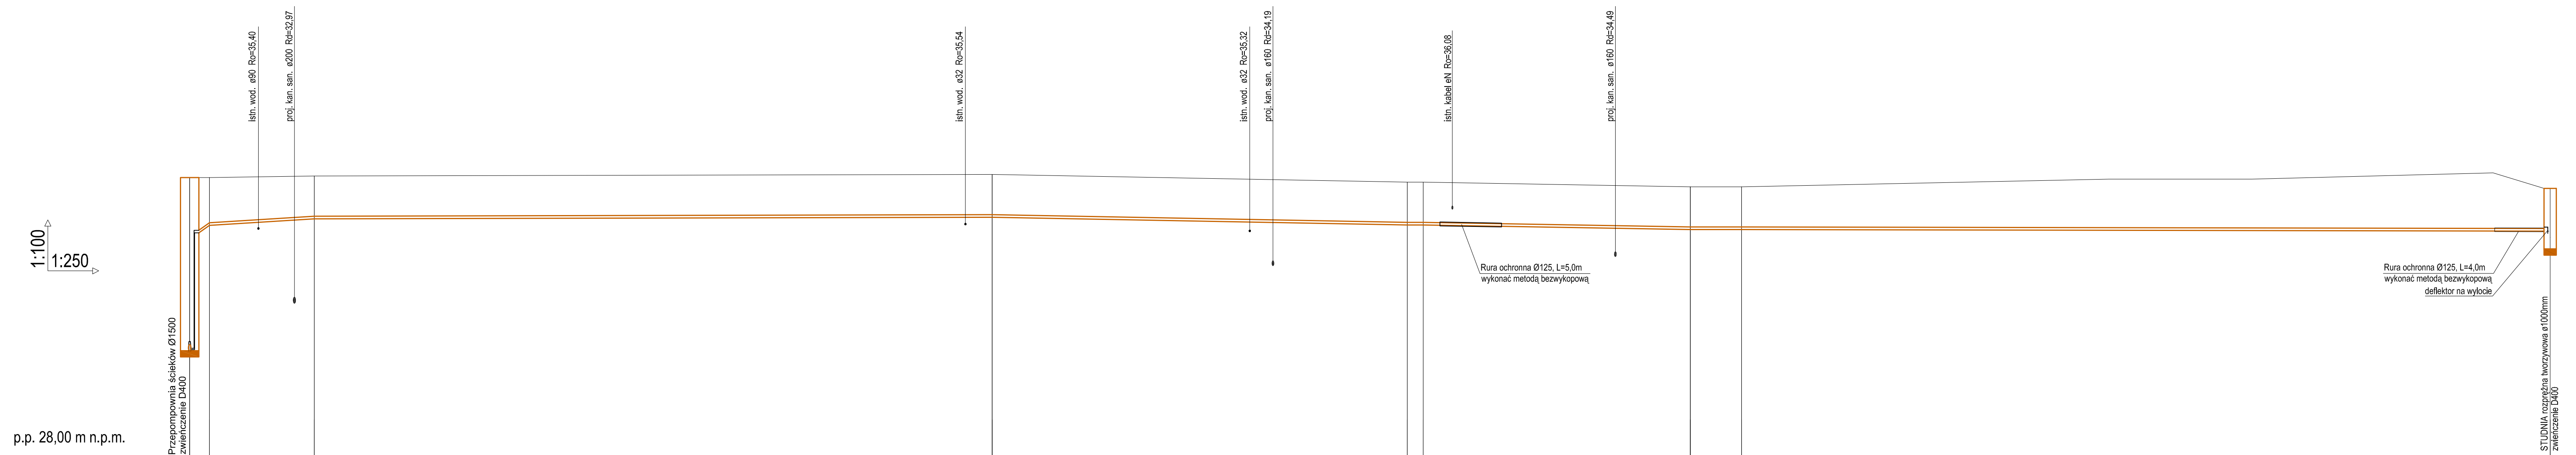 istn. wod. ø90 Ro=35,40
proj. kan. san. ø200 Rd=32,97
istn. wod. ø32 Ro=35,54
istn. wod. ø32 Ro=35,32
proj. kan. san. ø160 Rd=34,19
istn. kabel eN Ro=36,08
proj. kan. san. ø160 Rd=34,49
1:100
1:250
Rura ochronna Ø125, L=5,0m
wykonać metodą bezwykopową
Rura ochronna Ø125, L=4,0m
wykonać metodą bezwykopową
deflektor na wylocie
Przepompownia ścieków Ø1500
zwieńczenie D400
STUDNIA rozprężna tworzywowa ø1000mm
zwieńczenie D400
p.p. 28,00 m n.p.m.